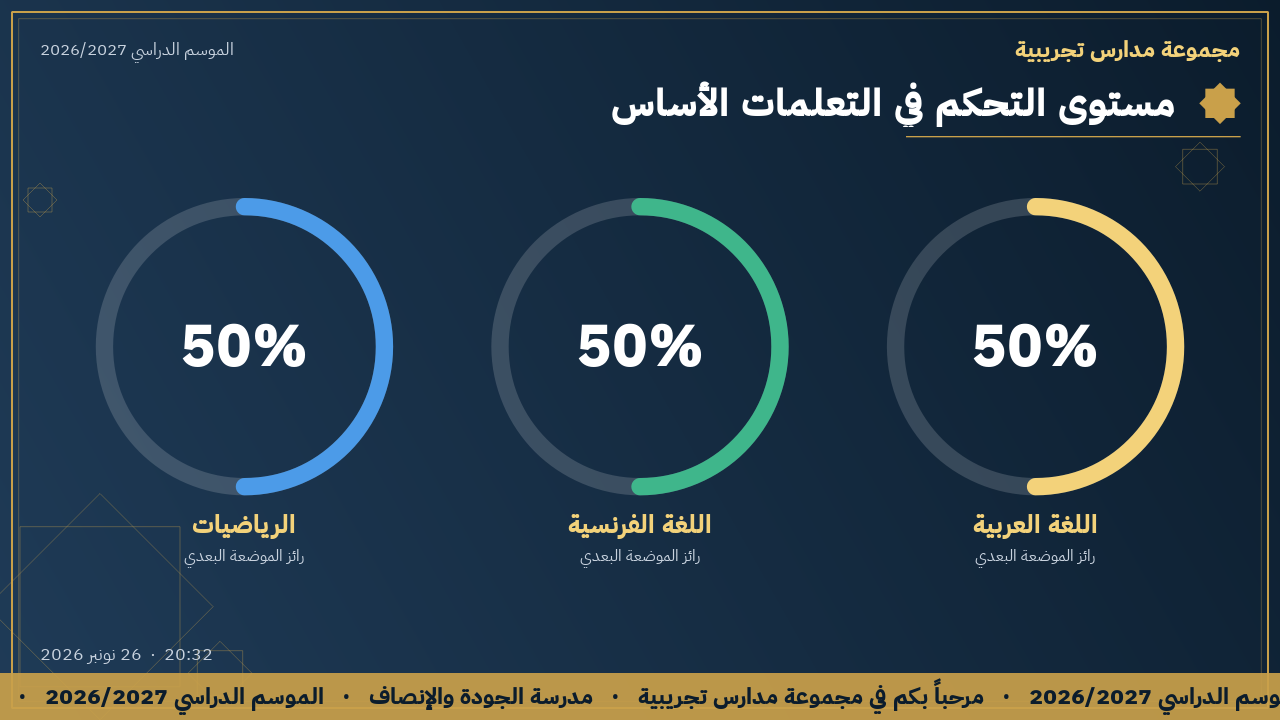 مجموعة مدارس تجريبية
الموسم الدراسي 2026/2027
مستوى التحكم في التعلمات الأساس
50%
50%
50%
اللغة العربية
اللغة الفرنسية
الرياضيات
رائز الموضعة البعدي
رائز الموضعة البعدي
رائز الموضعة البعدي
20:32 · 26 نونبر 2026
الدراسي 2026/2027 · مرحباً بكم في مجموعة مدارس تجريبية · مدرسة الجودة والإنصاف · الموسم الدراسي 2026/2027 ·